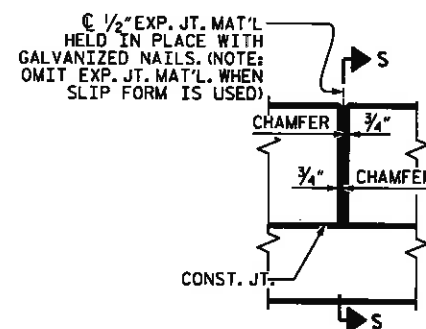 ℄ ½" EXP. JT. MAT'L
HELD IN PLACE WITH
GALVANIZED NAILS. (NOTE:
OMIT EXP. JT. MAT'L. WHEN
SLIP FORM IS USED)
S
CHAMFER ¾"
¾" CHAMFER
CONST. JT.
S